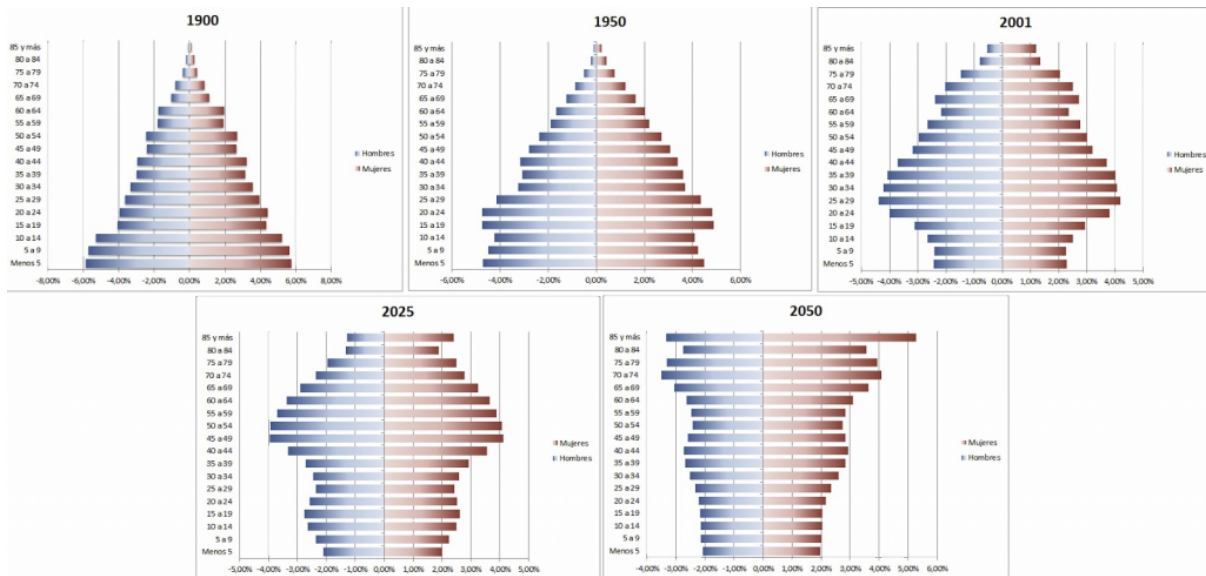 1900
85 y más
80 a 84
75 a 79
70 a 74
65 a 69
60 a 64
55 a 59
50 a 54
45 a 49
40 a 44
35 a 39
30 a 34
25 a 29
20 a 24
15 a 19
10 a 14
5 a 9
Menos 5
-8,00% -6,00% -4,00% -2,00% 0,00% 2,00% 4,00% 6,00% 8,00%
Hombres
Mujeres
1950
85 y más
80 a 84
75 a 79
70 a 74
65 a 69
60 a 64
55 a 59
50 a 54
45 a 49
40 a 44
35 a 39
30 a 34
25 a 29
20 a 24
15 a 19
10 a 14
5 a 9
Menos 5
-6,00% -4,00% -2,00% 0,00% 2,00% 4,00% 6,00%
Hombres
Mujeres
2001
85 y más
80 a 84
75 a 79
70 a 74
65 a 69
60 a 64
55 a 59
50 a 54
45 a 49
40 a 44
35 a 39
30 a 34
25 a 29
20 a 24
15 a 19
10 a 14
5 a 9
Menos 5
-5,00% -4,00% -3,00% -2,00% -1,00% 0,00% 1,00% 2,00% 3,00% 4,00% 5,00%
Hombres
Mujeres
2025
85 y más
80 a 84
75 a 79
70 a 74
65 a 69
60 a 64
55 a 59
50 a 54
45 a 49
40 a 44
35 a 39
30 a 34
25 a 29
20 a 24
15 a 19
10 a 14
5 a 9
Menos 5
-5,00% -4,00% -3,00% -2,00% -1,00% 0,00% 1,00% 2,00% 3,00% 4,00% 5,00%
Mujeres
Hombres
2050
85 y más
80 a 84
75 a 79
70 a 74
65 a 69
60 a 64
55 a 59
50 a 54
45 a 49
40 a 44
35 a 39
30 a 34
25 a 29
20 a 24
15 a 19
10 a 14
5 a 9
Menos 5
-5,00% -4,00% -3,00% -2,00% -1,00% 0,00% 1,00% 2,00% 3,00% 4,00% 5,00% 6,00%
Mujeres
Hombres